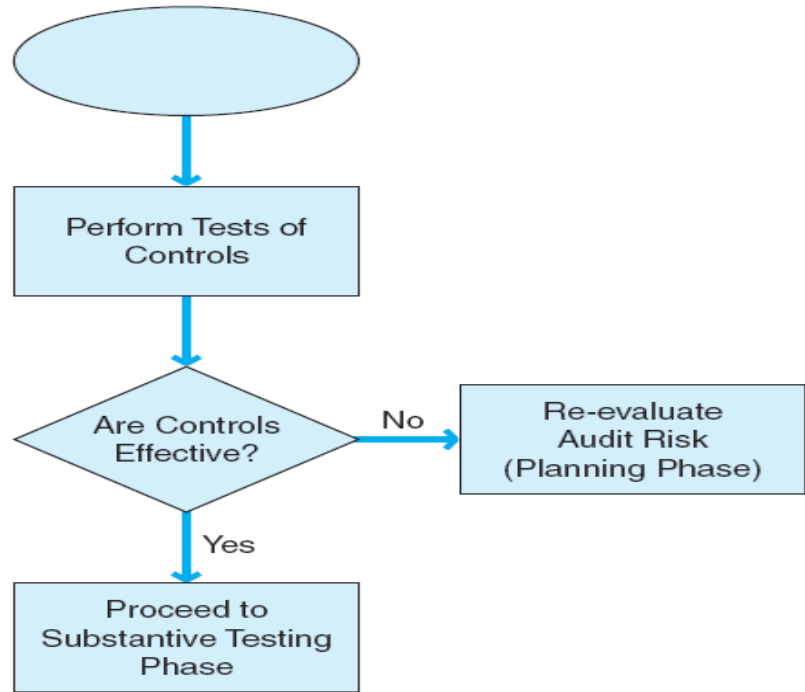 Perform Tests of
Controls
Are Controls
Effective?
No
Re-evaluate
Audit Risk
(Planning Phase)
Yes
Proceed to
Substantive Testing
Phase